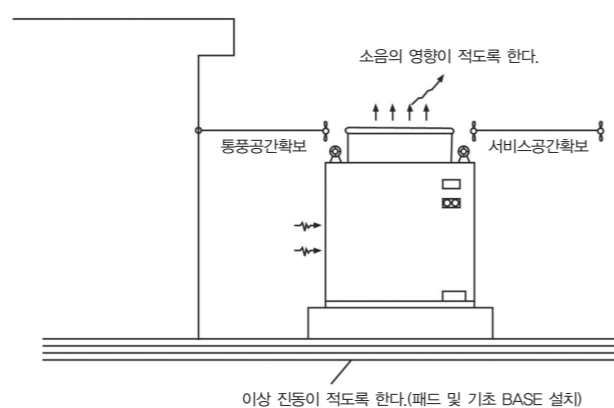 소음의 영향이 적도록 한다.
통풍공간확보
서비스공간확보
이상 진동이 적도록 한다.(패드 및 기초 BASE 설치)